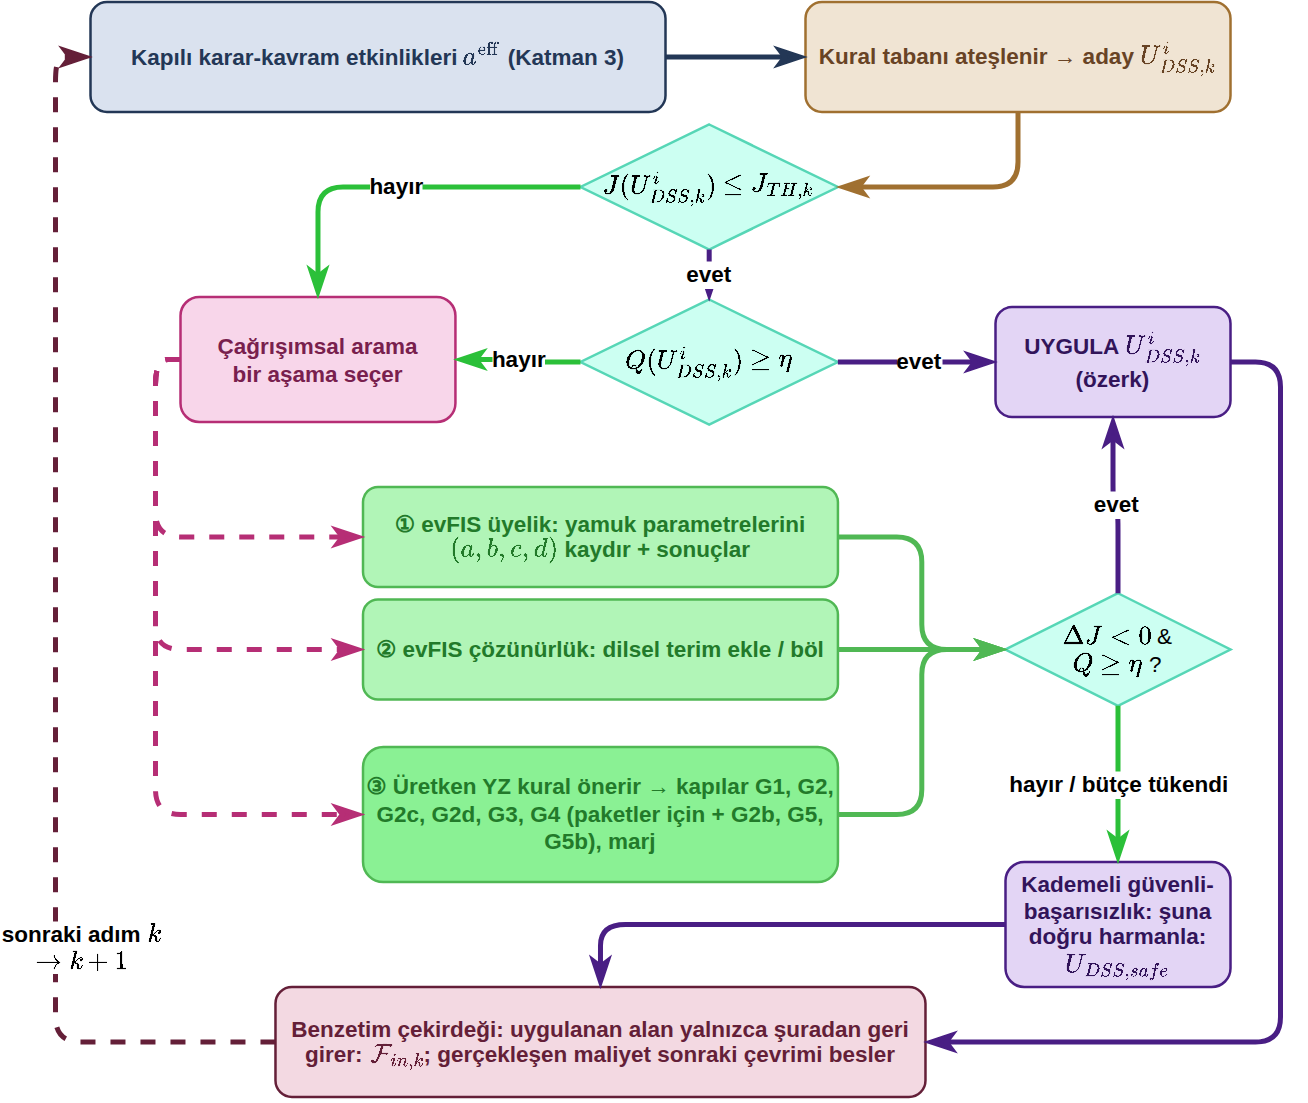 Kapılı karar-kavram etkinlikleri a^eff (Katman 3)
Kural tabanı ateşlenir → aday U^i_DSS,k
J(U^i_DSS,k) ≤ J_TH,k
hayır
evet
Çağrışımsal arama
bir aşama seçer
hayır
Q(U^i_DSS,k) ≥ η
evet
UYGULA U^i_DSS,k
(özerk)
evet
① evFIS üyelik: yamuk parametrelerini
(a, b, c, d) kaydır + sonuçlar
② evFIS çözünürlük: dilsel terim ekle / böl
ΔJ < 0 &
Q ≥ η ?
③ Üretken YZ kural önerir → kapılar G1, G2,
G2c, G2d, G3, G4 (paketler için + G2b, G5,
G5b), marj
hayır / bütçe tükendi
Kademeli güvenli-
başarısızlık: şuna
doğru harmanla:
U_DSS,safe
sonraki adım k
→ k + 1
Benzetim çekirdeği: uygulanan alan yalnızca şuradan geri
girer: F_in,k; gerçekleşen maliyet sonraki çevrimi besler